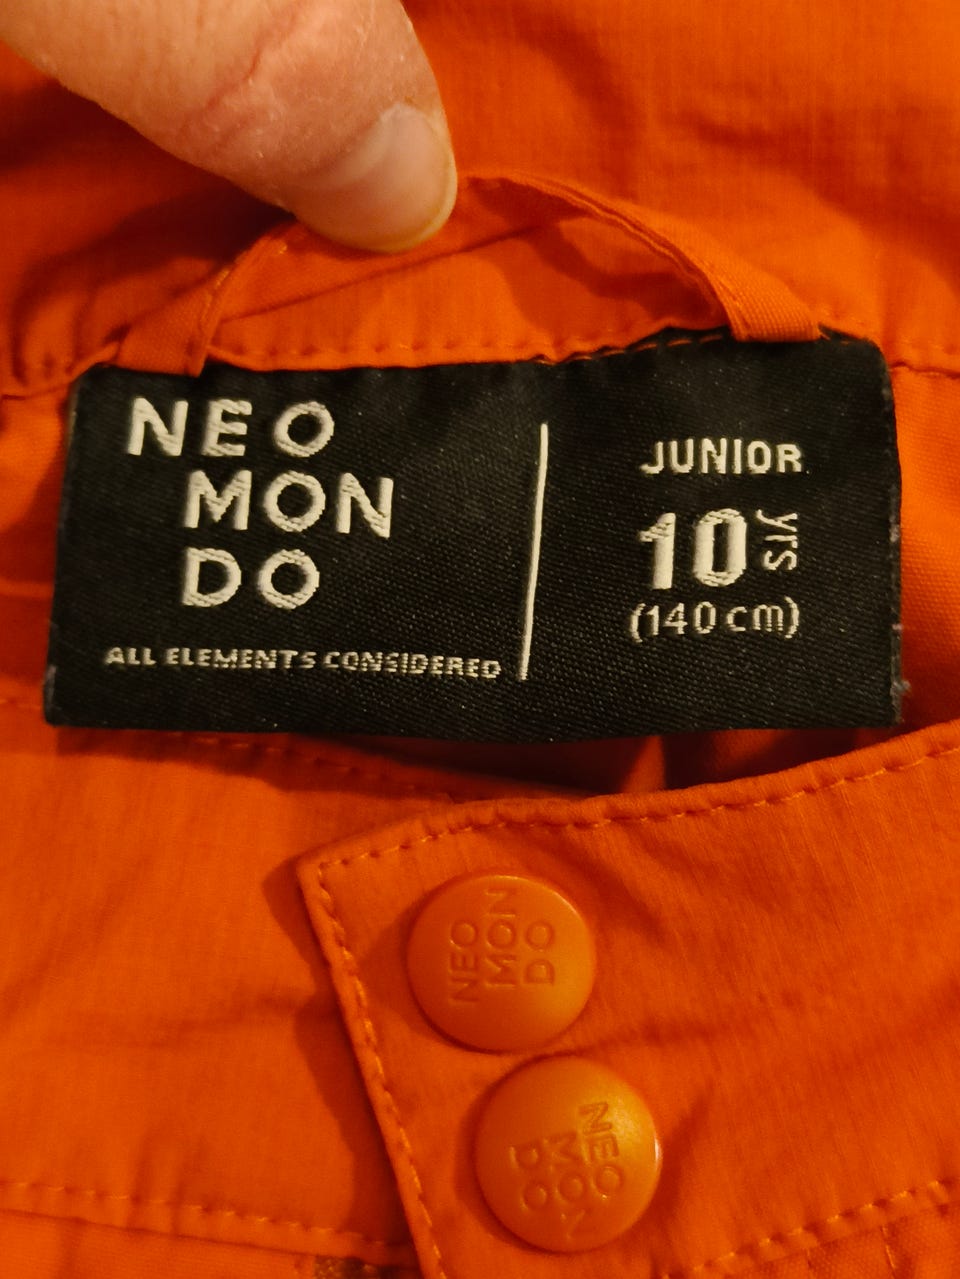 NEO
MON
DO
ALL ELEMENTS CONSIDERED
JUNIOR
10 yrs
(140 cm)
NEO
MON
DO
NEO
MON
DO